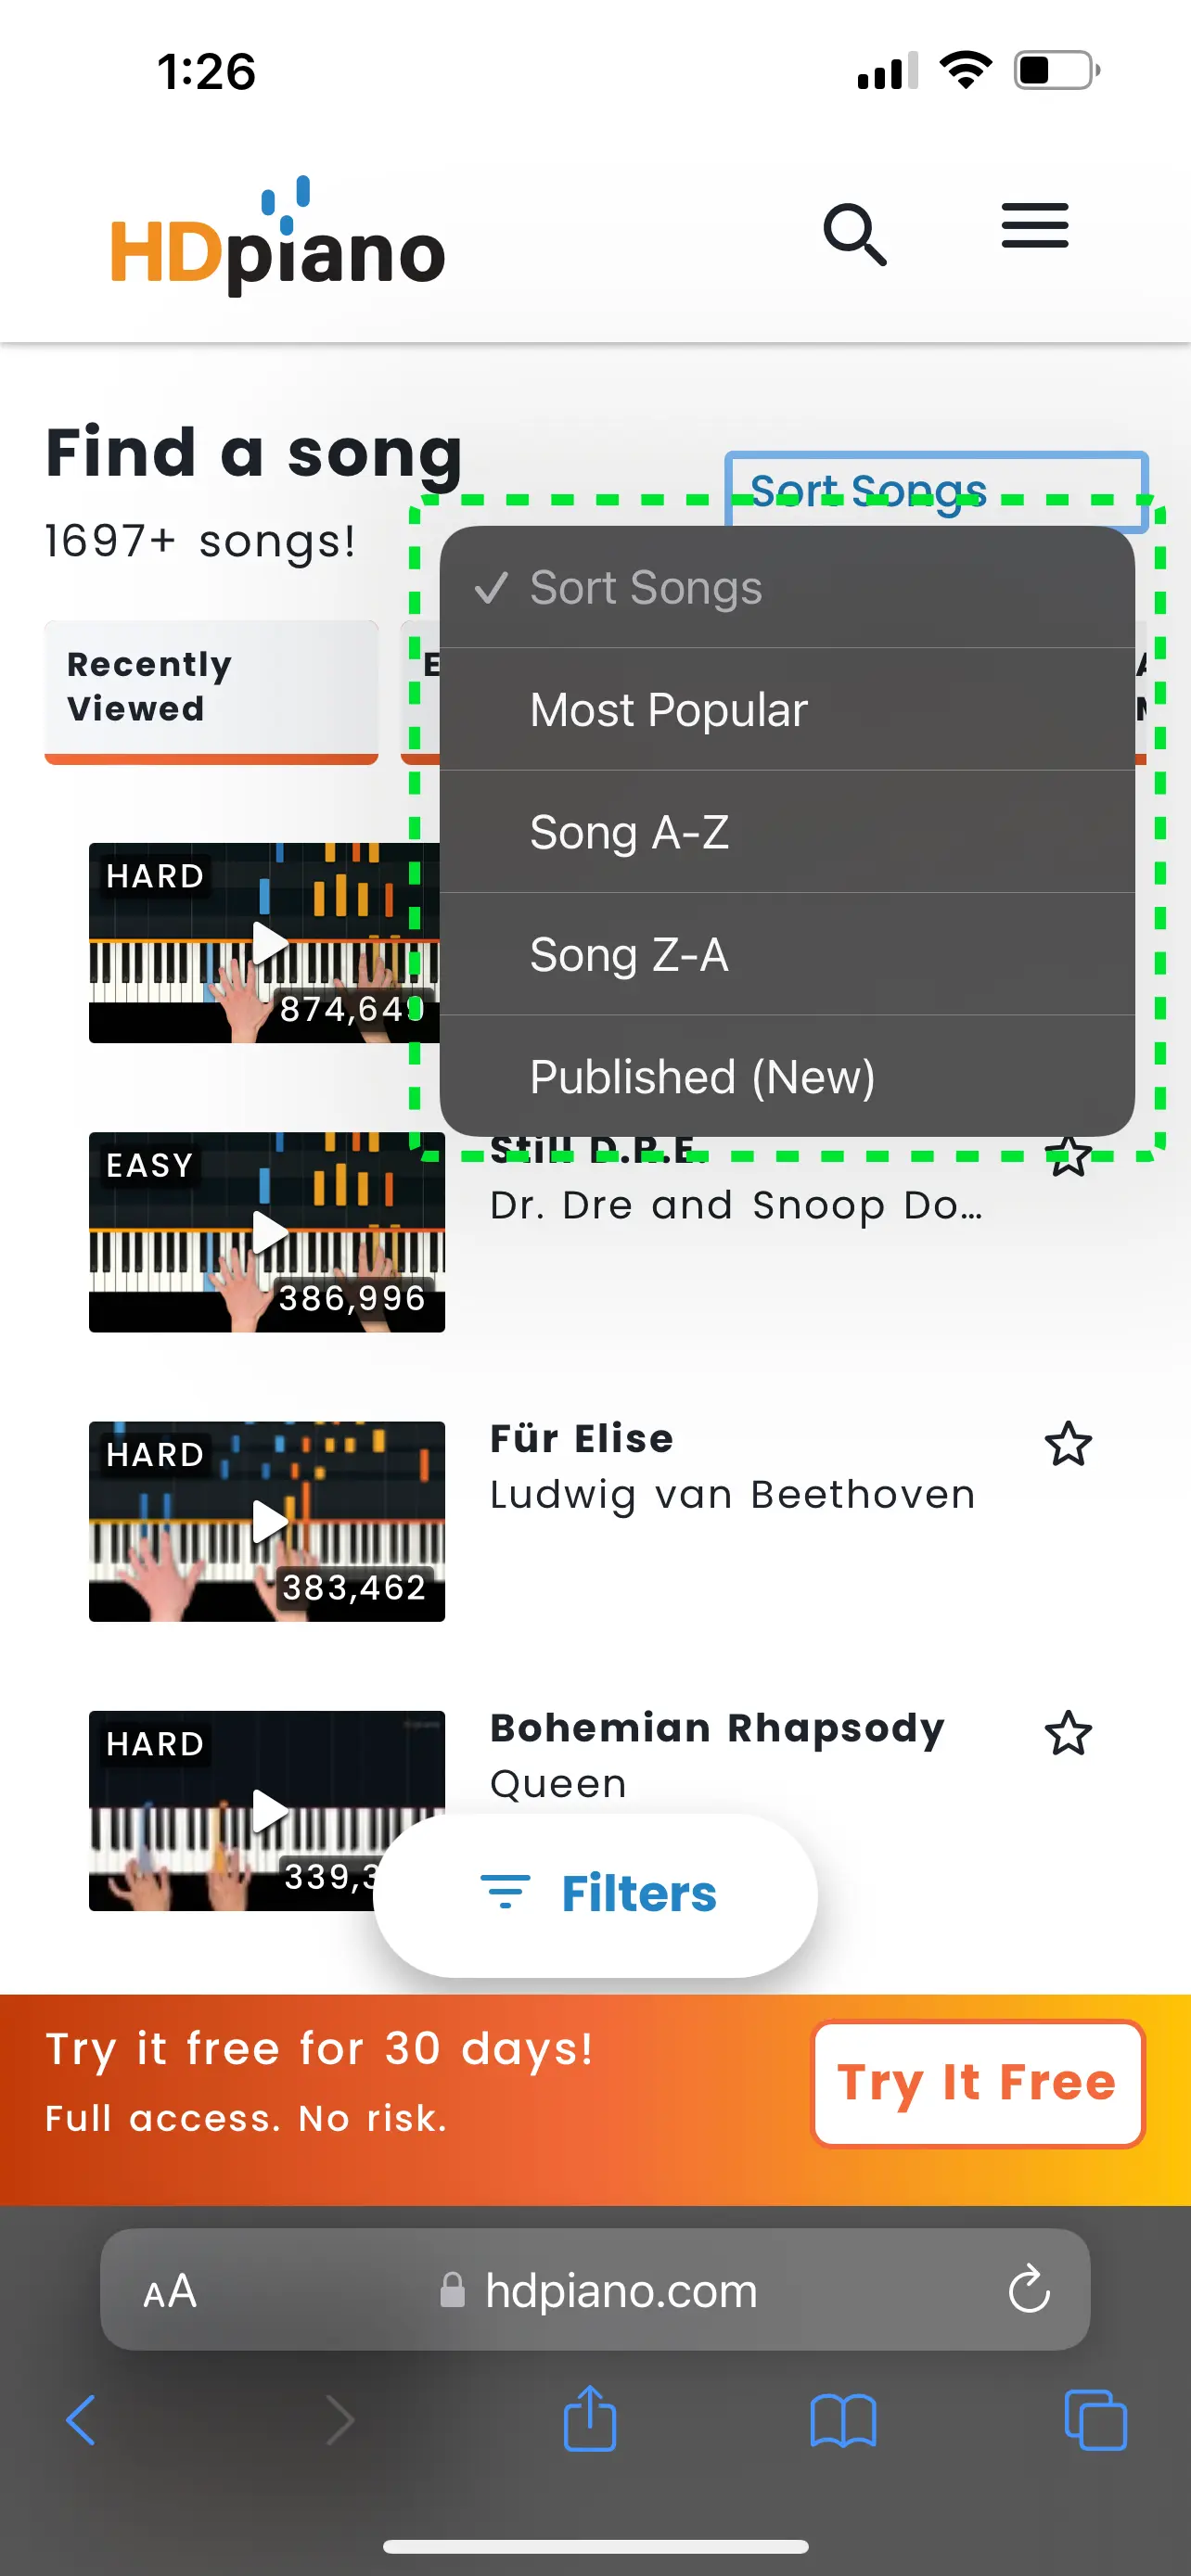 1:26
HDpiano
Find a song
Sort Songs
1697+ songs!
Sort Songs
Most Popular
Song A-Z
Song Z-A
Published (New)
Recently
Viewed
HARD
874,649
EASY
386,996
Still D.R.E.
Dr. Dre and Snoop Do...
HARD
383,462
Für Elise
Ludwig van Beethoven
HARD
Bohemian Rhapsody
Queen
339,3
Filters
Try it free for 30 days!
Full access. No risk.
Try It Free
AA
hdpiano.com